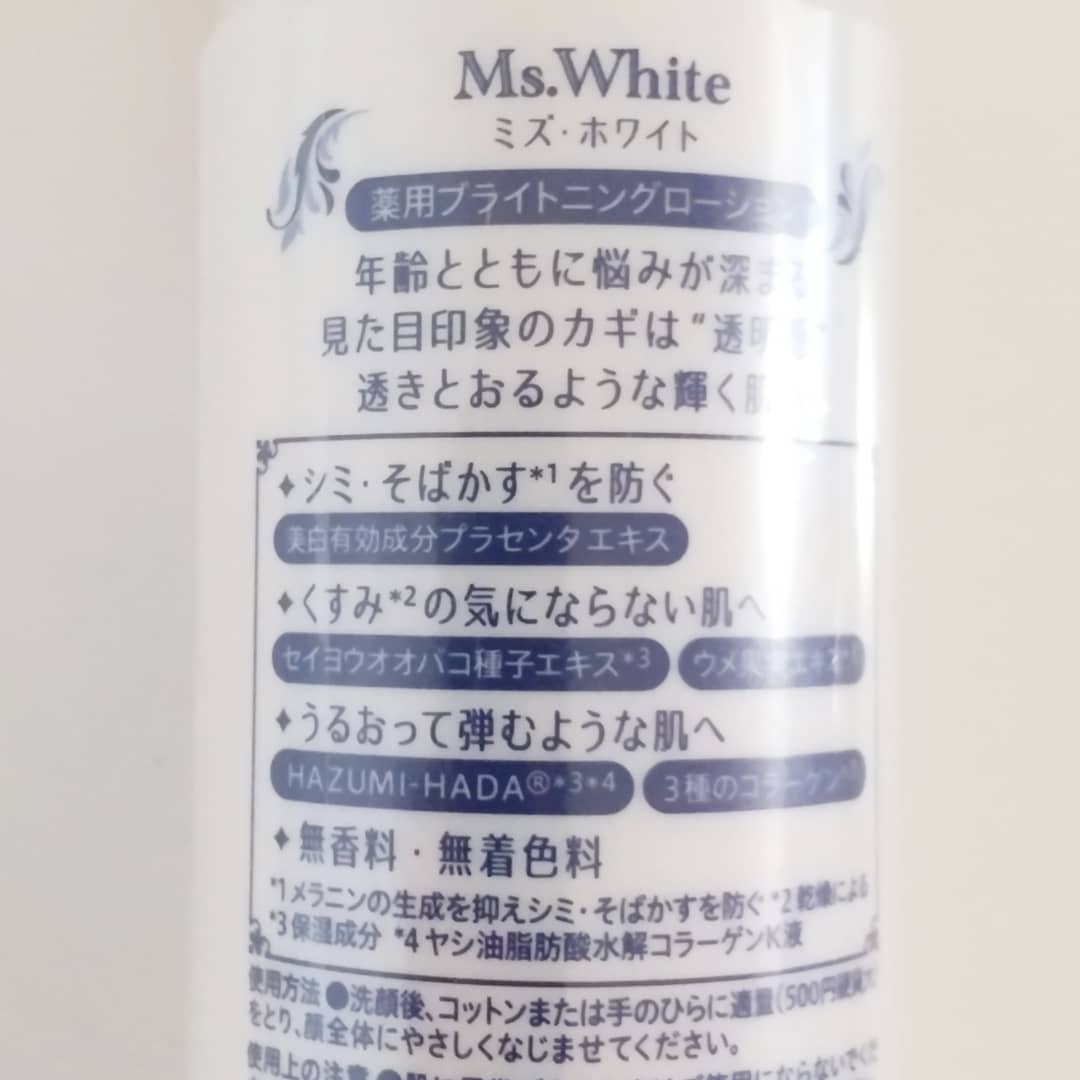 Ms.White
ミズ・ホワイト
薬用ブライトニングローション
年齢とともに悩みが深まる
見た目印象のカギは“透明
透きとおるような輝く肌
✦シミ・そばかす*1を防ぐ
美白有効成分プラセンタエキス
✦くすみ*2の気にならない肌へ
セイヨウオオバコ種子エキス*3 ウメ果実エキス
✦うるおって弾むような肌へ
HAZUMI-HADA®*3*4 3種のコラーゲン
✦無香料・無着色料
*1メラニンの生成を抑えシミ・そばかすを防ぐ *2乾燥による
*3保湿成分 *4ヤシ油脂肪酸水解コラーゲンK液
使用方法 ●洗顔後、コットンまたは手のひらに適量(500円硬貨大
をとり、顔全体にやさしくなじませてください。
使用上の注意 ●